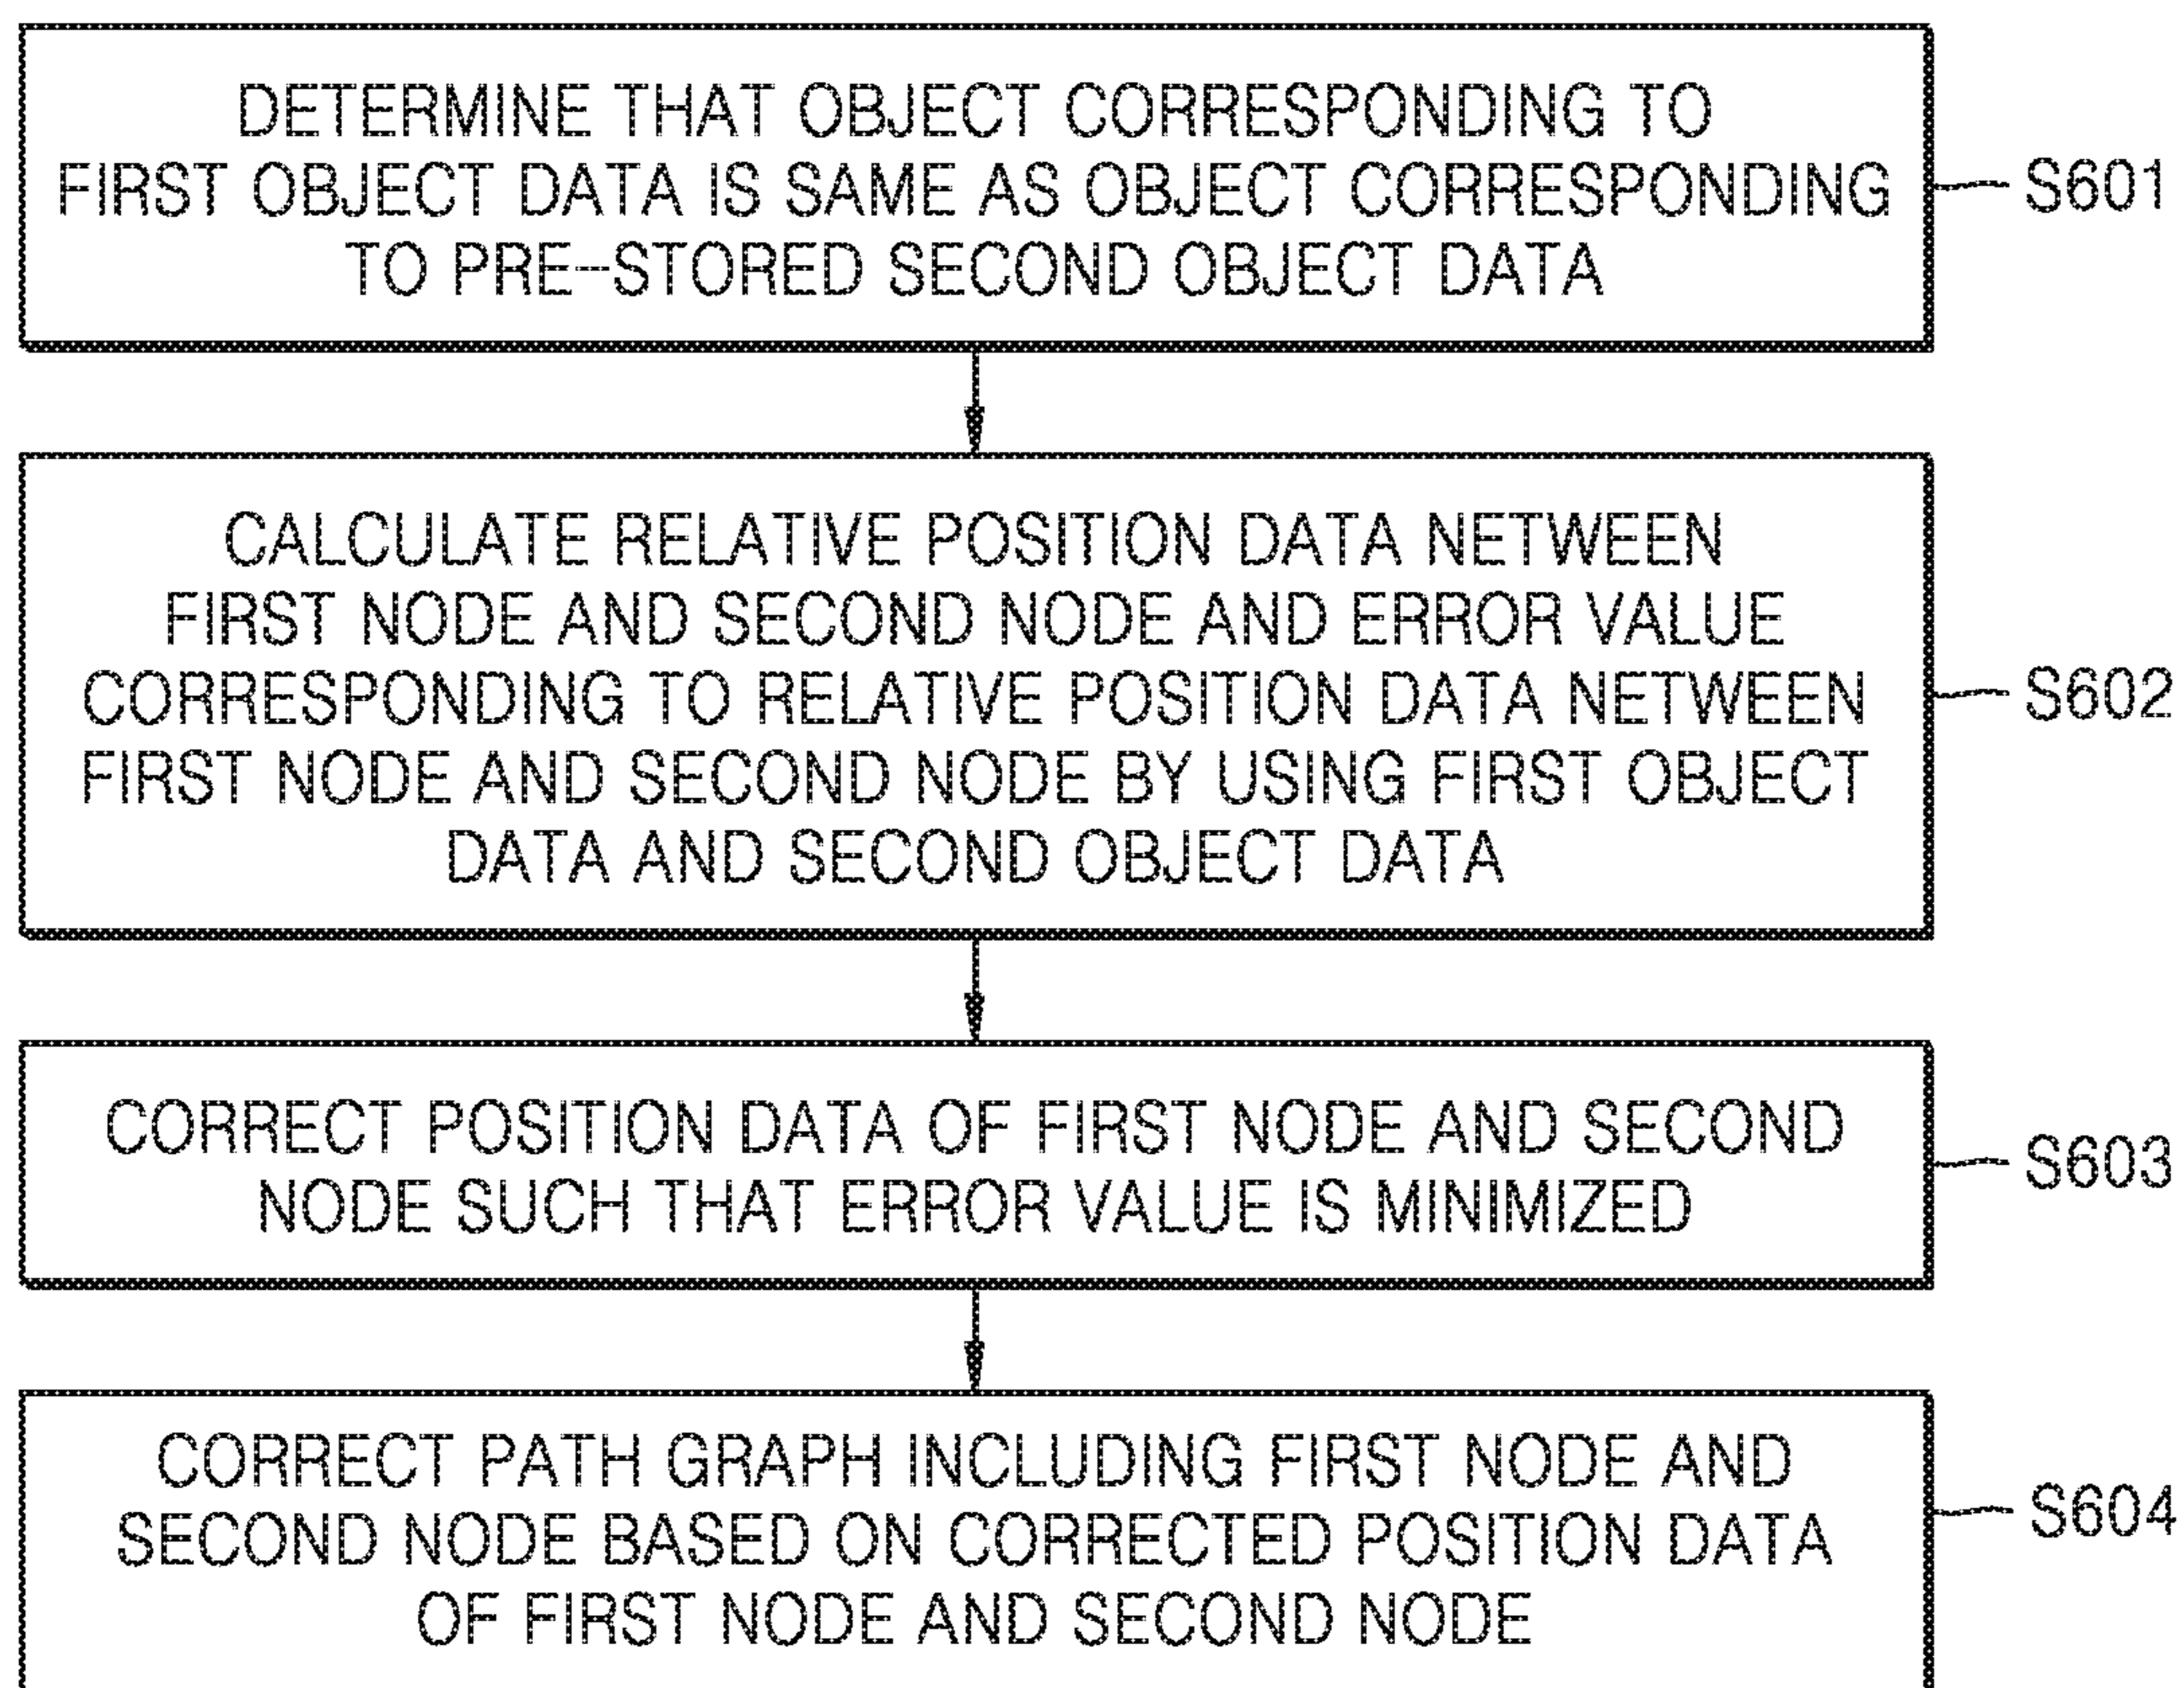 DETERMINE THAT OBJECT CORRESPONDING TO
FIRST OBJECT DATA IS SAME AS OBJECT CORRESPONDING
TO PRE-STORED SECOND OBJECT DATA
S601
CALCULATE RELATIVE POSITION DATA NETWEEN
FIRST NODE AND SECOND NODE AND ERROR VALUE
CORRESPONDING TO RELATIVE POSITION DATA NETWEEN
FIRST NODE AND SECOND NODE BY USING FIRST OBJECT
DATA AND SECOND OBJECT DATA
S602
CORRECT POSITION DATA OF FIRST NODE AND SECOND
NODE SUCH THAT ERROR VALUE IS MINIMIZED
S603
CORRECT PATH GRAPH INCLUDING FIRST NODE AND
SECOND NODE BASED ON CORRECTED POSITION DATA
OF FIRST NODE AND SECOND NODE
S604